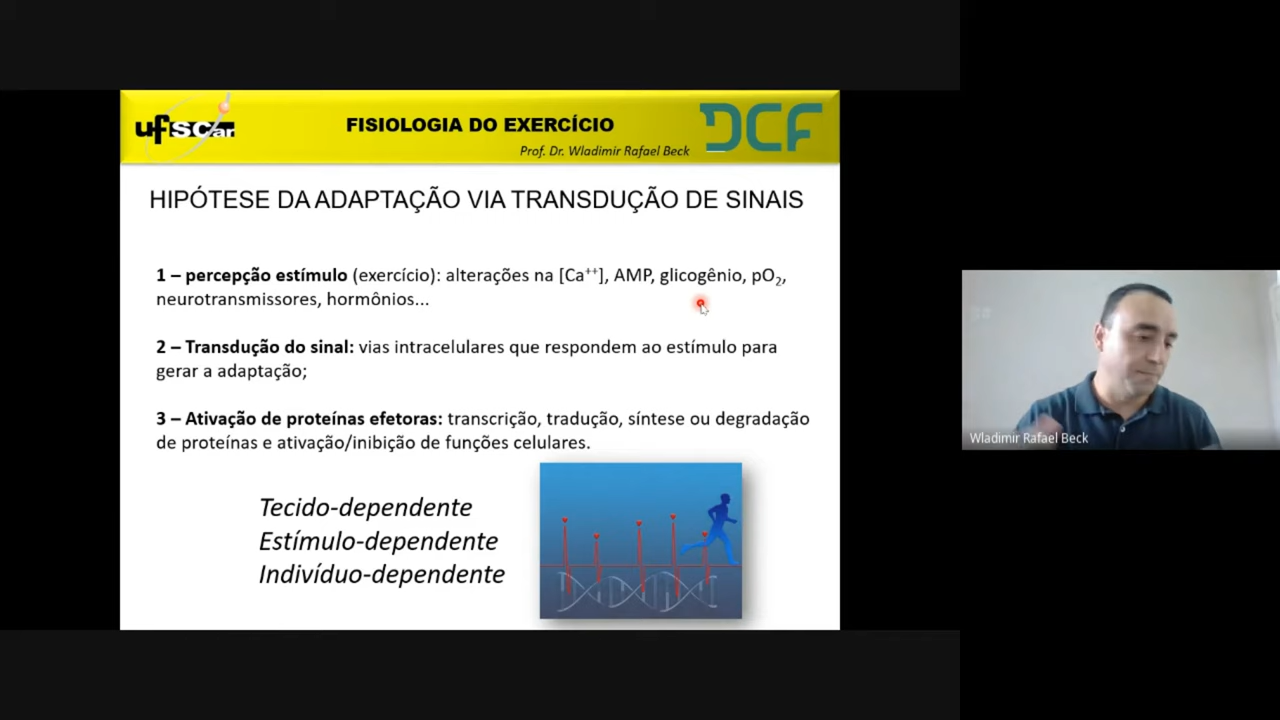 ufscar
FISIOLOGIA DO EXERCÍCIO
Prof. Dr. Wladimir Rafael Beck
DCF
HIPÓTESE DA ADAPTAÇÃO VIA TRANSDUÇÃO DE SINAIS
1 – percepção estímulo (exercício): alterações na [Ca⁺⁺], AMP, glicogênio, pO₂,
neurotransmissores, hormônios...
2 – Transdução do sinal: vias intracelulares que respondem ao estímulo para
gerar a adaptação;
3 – Ativação de proteínas efetoras: transcrição, tradução, síntese ou degradação
de proteínas e ativação/inibição de funções celulares.
Tecido-dependente
Estímulo-dependente
Indivíduo-dependente
Wladimir Rafael Beck